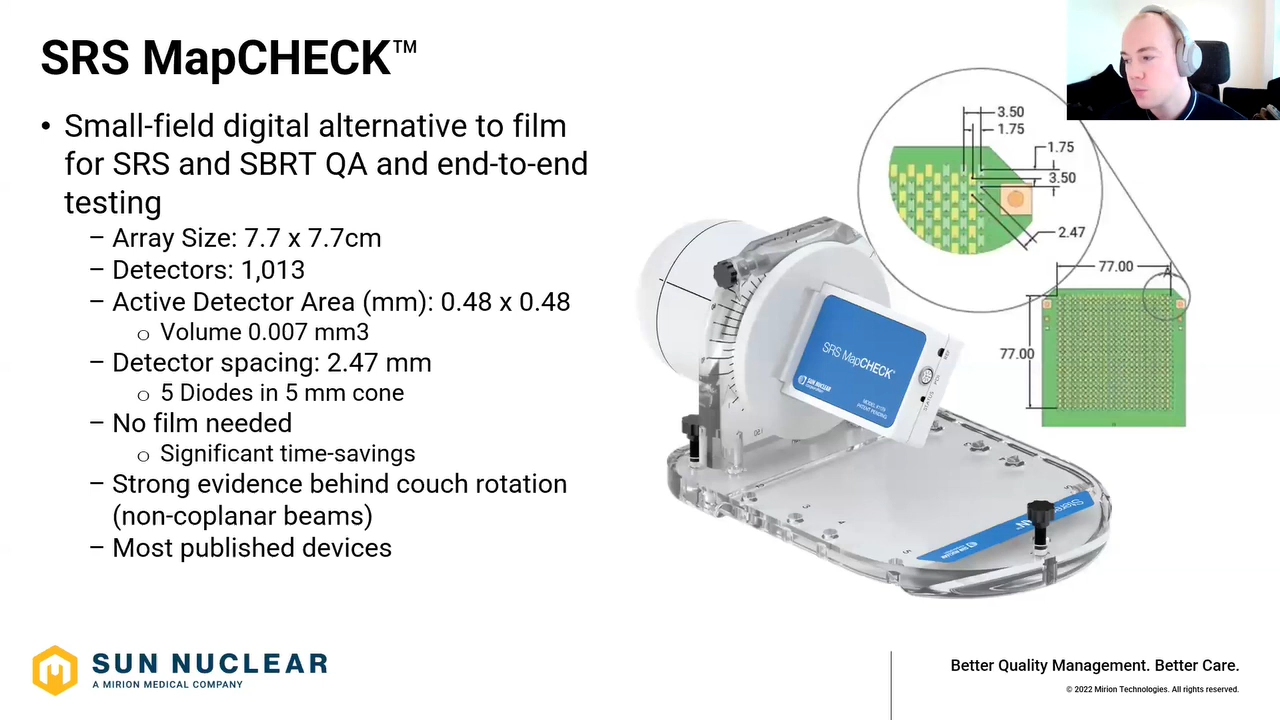 SRS MapCHECK™
• Small-field digital alternative to film
for SRS and SBRT QA and end-to-end
testing
– Array Size: 7.7 x 7.7cm
– Detectors: 1,013
– Active Detector Area (mm): 0.48 x 0.48
o Volume 0.007 mm3
– Detector spacing: 2.47 mm
o 5 Diodes in 5 mm cone
– No film needed
o Significant time-savings
– Strong evidence behind couch rotation
(non-coplanar beams)
– Most published devices
3.50
1.75
1.75
3.50
2.47
77.00
A
77.00
SRS MapCHECK
SUN NUCLEAR
STATUS
3
4
5
SUN NUCLEAR
A MIRION MEDICAL COMPANY
Better Quality Management. Better Care.
© 2022 Mirion Technologies. All rights reserved.